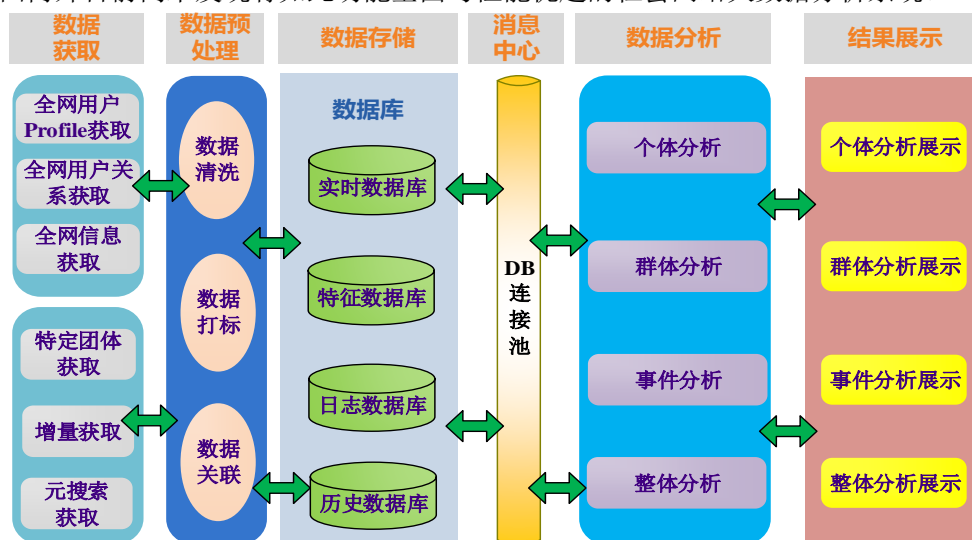 数据
获取
数据预
处理
数据存储
消息
中心
数据分析
结果展示
全网用户
Profile获取
全网用户关
系获取
全网信息
获取
特定团体
获取
增量获取
元搜索
获取
数据
清洗
数据
打标
数据
关联
数据库
实时数据库
特征数据库
日志数据库
历史数据库
DB
连
接
池
个体分析
群体分析
事件分析
整体分析
个体分析展示
群体分析展示
事件分析展示
整体分析展示